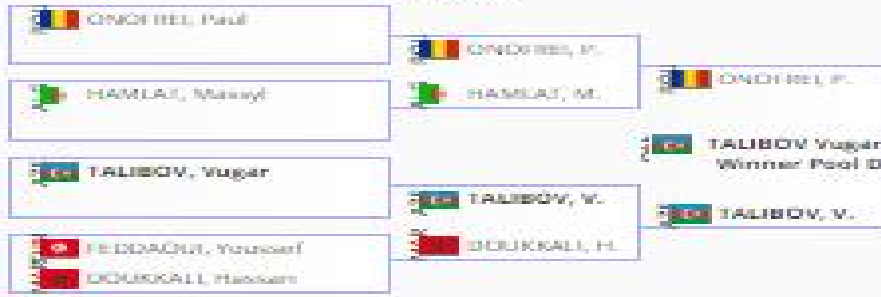 ONOFREI, Paul
HAMLAT, Massyl
TALIBOV, Vugar
FEDDAOUI, Youssef
DOUKKALI, Hassan
ONOFREI, P.
HAMLAT, M.
TALIBOV, V.
DOUKKALI, H.
ONOFREI, P.
TALIBOV Vugar
Winner Pool D
TALIBOV, V.